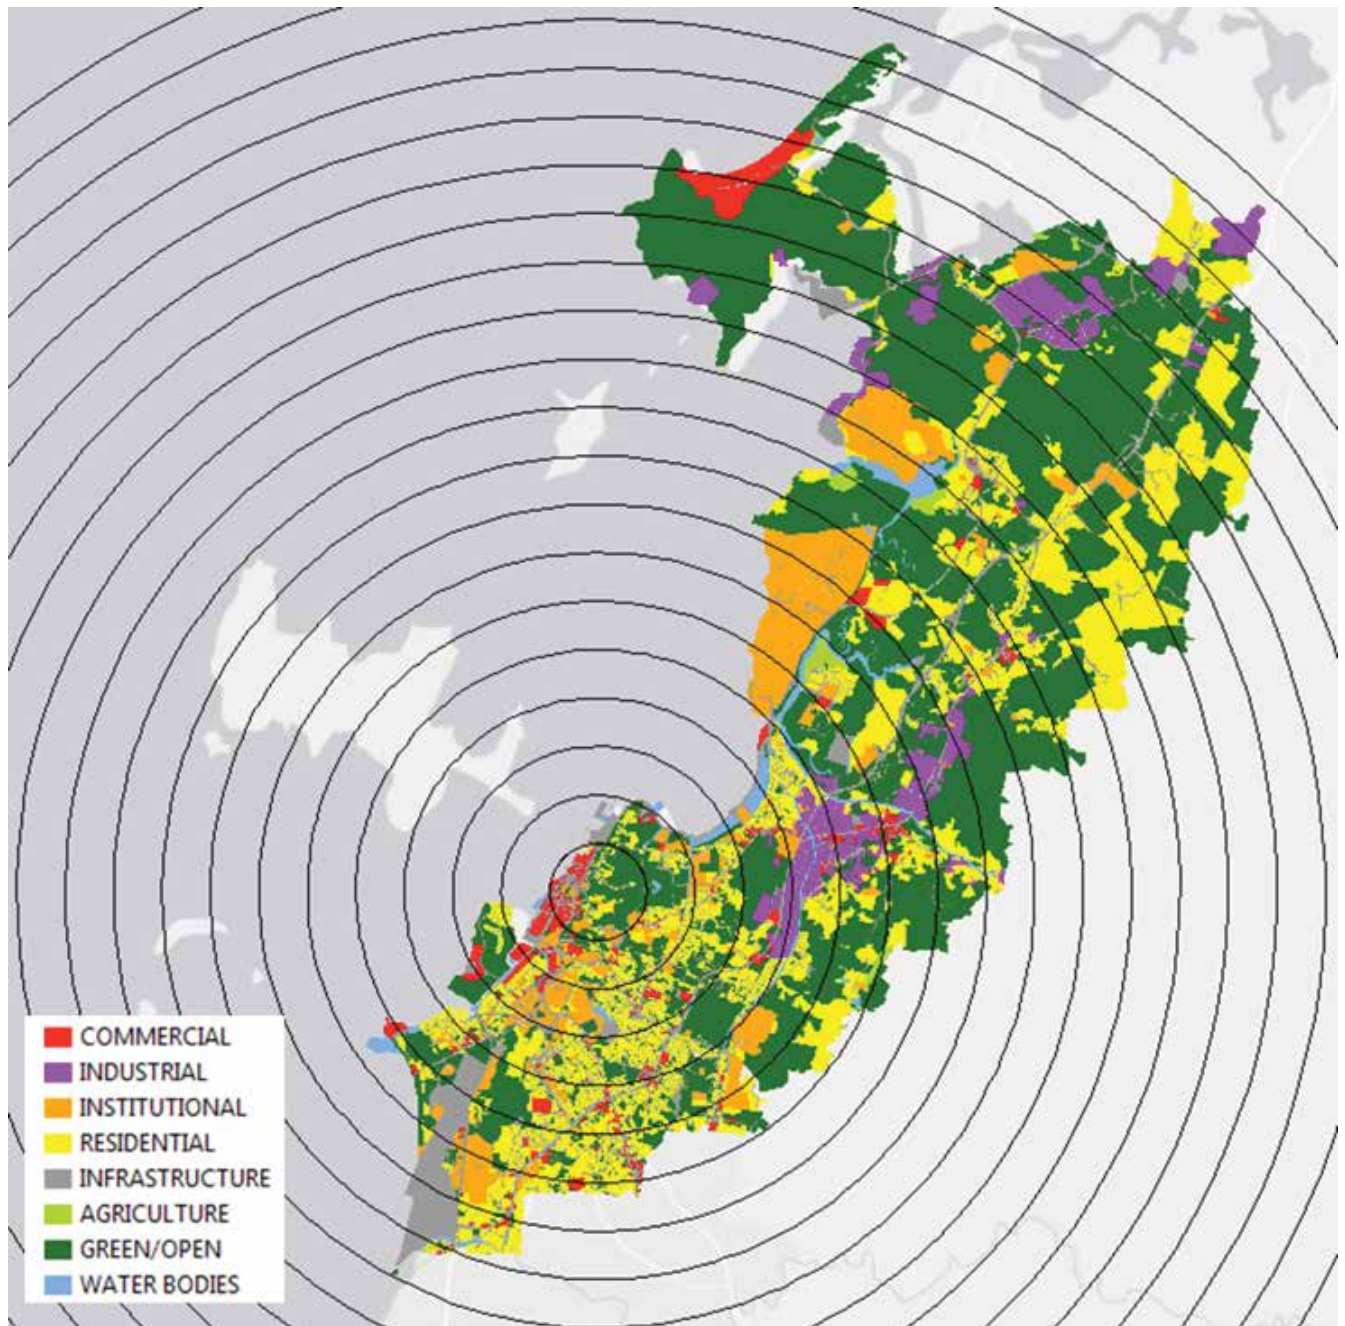 COMMERCIAL
INDUSTRIAL
INSTITUTIONAL
RESIDENTIAL
INFRASTRUCTURE
AGRICULTURE
GREEN/OPEN
WATER BODIES